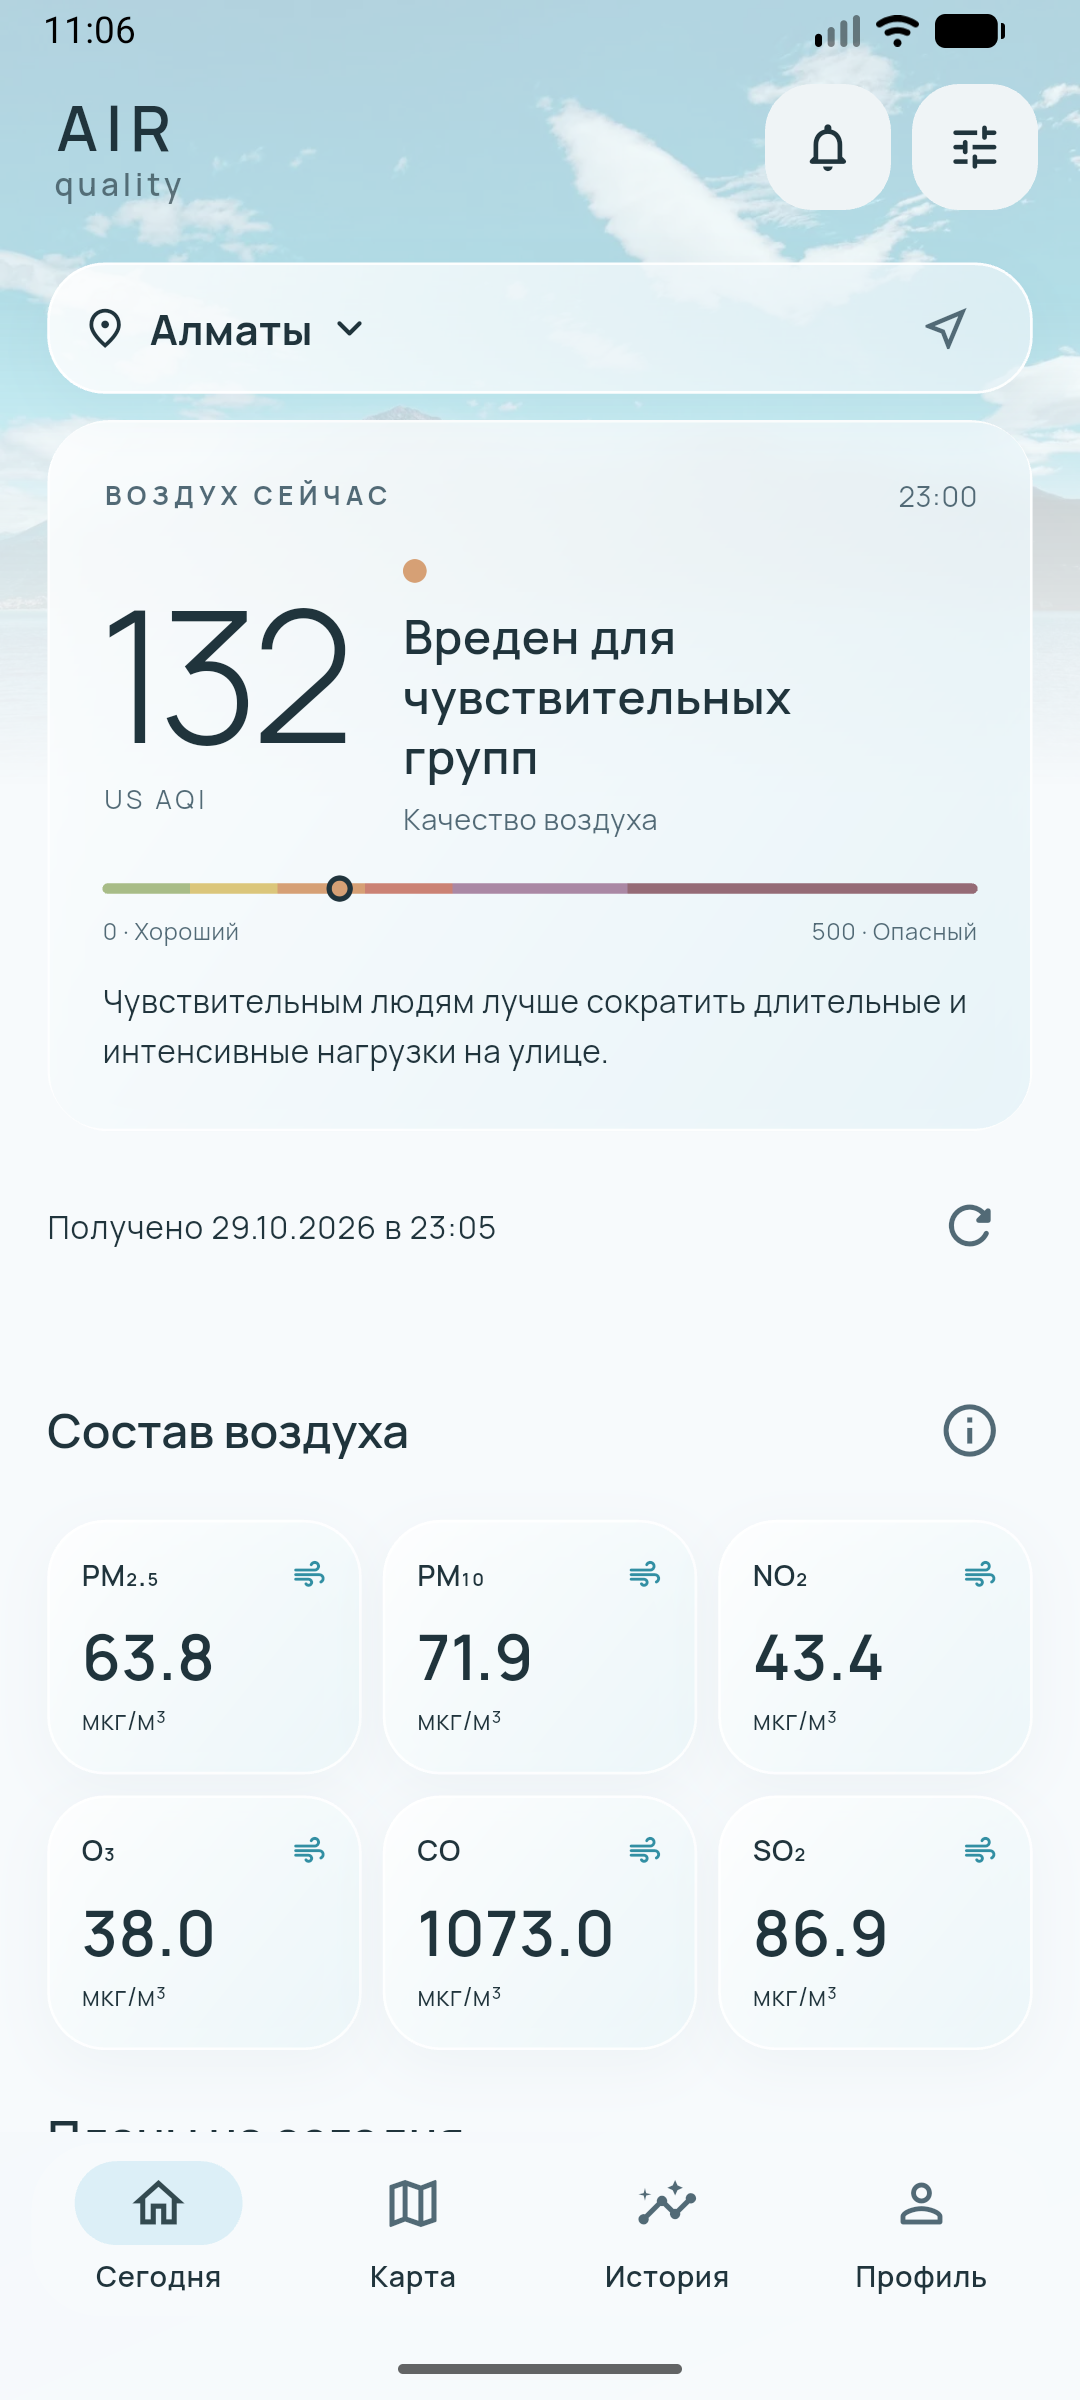 11:06
AIR
quality
Алматы
ВОЗДУХ СЕЙЧАС
23:00
132
US AQI
Вреден для
чувствительных
групп
Качество воздуха
0 · Хороший
500 · Опасный
Чувствительным людям лучше сократить длительные и
интенсивные нагрузки на улице.
Получено 29.10.2026 в 23:05
Состав воздуха
PM₂.₅
63.8
мкг/м³
PM₁₀
71.9
мкг/м³
NO₂
43.4
мкг/м³
O₃
38.0
мкг/м³
CO
1073.0
мкг/м³
SO₂
86.9
мкг/м³
Планы на сегодня
Сегодня
Карта
История
Профиль